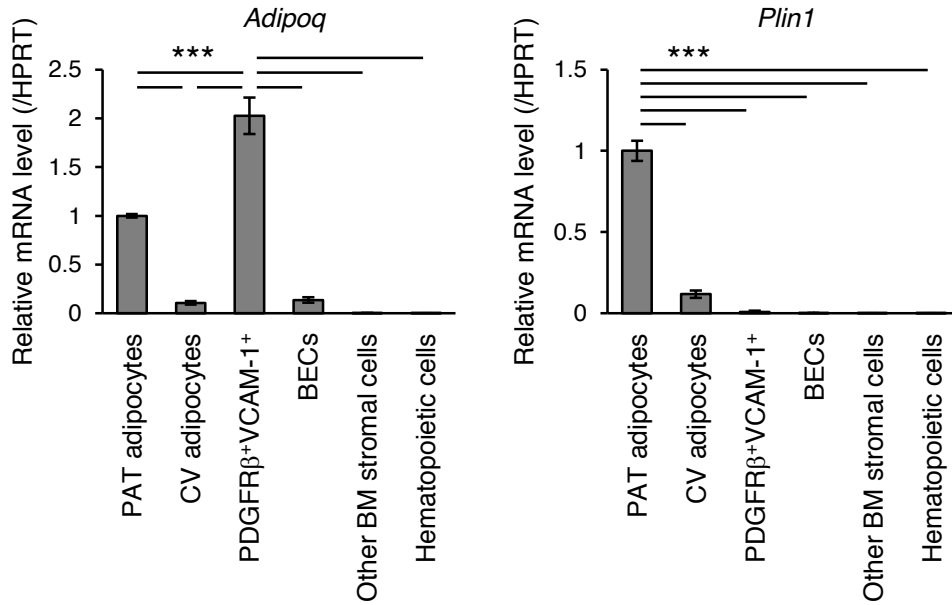 Adipoq
***
Relative mRNA level (/HPRT)
2.5
2
1.5
1
0.5
0
PAT adipocytes
CV adipocytes
PDGFRβ⁺VCAM-1⁺
BECs
Other BM stromal cells
Hematopoietic cells
Plin1
***
Relative mRNA level (/HPRT)
1.5
1
0.5
0
PAT adipocytes
CV adipocytes
PDGFRβ⁺VCAM-1⁺
BECs
Other BM stromal cells
Hematopoietic cells